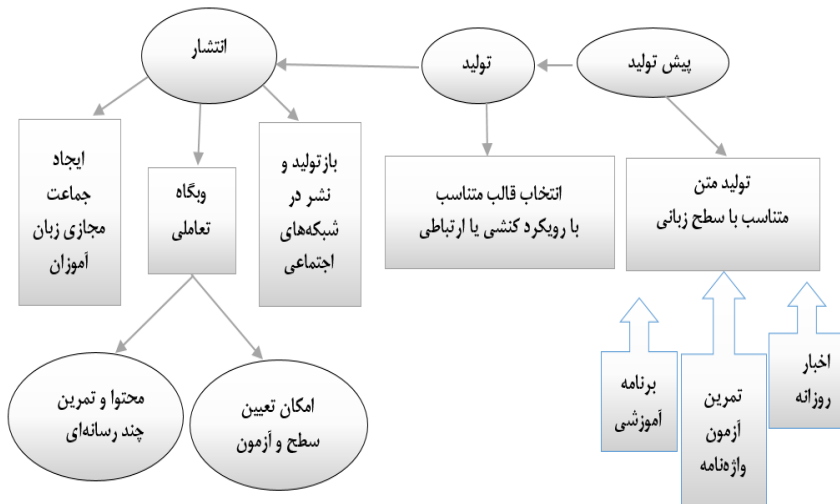 پیش تولید
تولید
انتشار
تولید متن
متناسب با سطح زبانی
انتخاب قالب متناسب
با رویکرد کنشی یا ارتباطی
بازتولید و
نشر در
شبکه‌های
اجتماعی
وبگاه
تعاملی
ایجاد
جماعت
مجازی زبان
آموزان
اخبار
روزانه
تمرین
آزمون
واژه‌نامه
برنامه
آموزشی
امکان تعیین
سطح و آزمون
محتوا و تمرین
چند رسانه‌ای